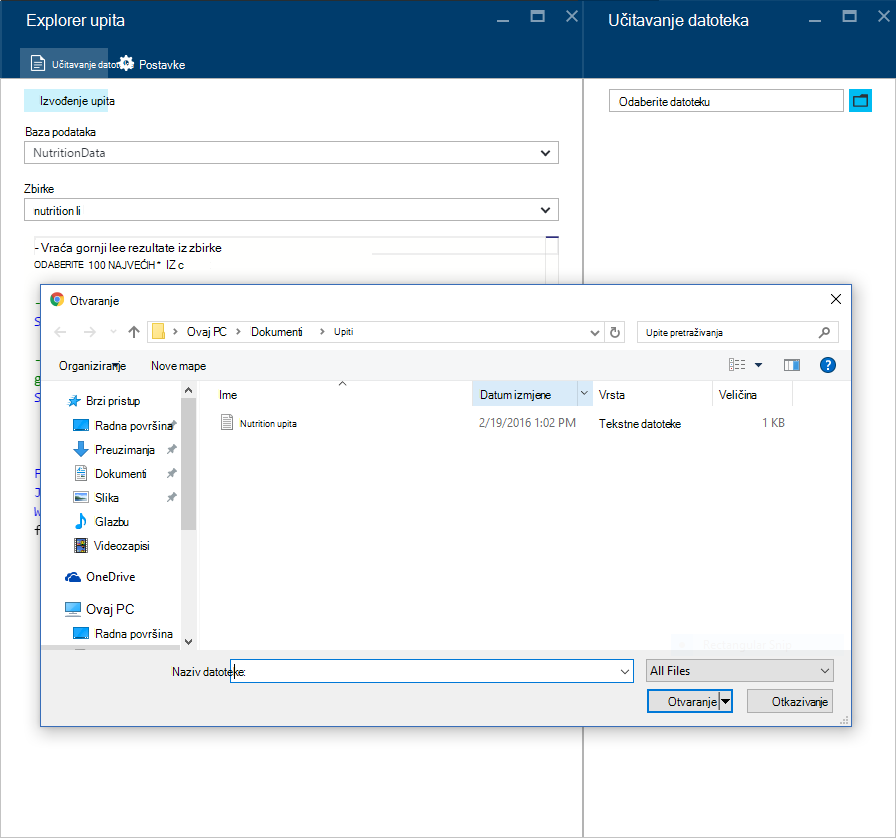 Explorer upita
Učitavanje datoteka
Postavke
Izvođenje upita
Baza podataka
NutritionData
Zbirke
nutrition li
- Vraća gornji lee rezultate iz zbirke
ODABERITE 100 NAJVEĆIH * IZ c
Učitavanje datoteka
Odaberite datoteku
Otvaranje
Ovaj PC > Dokumenti > Upiti
Upite pretraživanja
Organiziranje
Nove mape
Brzi pristup
Radna površina
Preuzimanja
Dokumenti
Slika
Glazbu
Videozapisi
OneDrive
Ovaj PC
Radna površina
Ime
Datum izmjene
Vrsta
Veličina
Nutrition upita
2/19/2016 1:02 PM
Tekstne datoteke
1 KB
Naziv datoteke:
All Files
Otvaranje
Otkazivanje